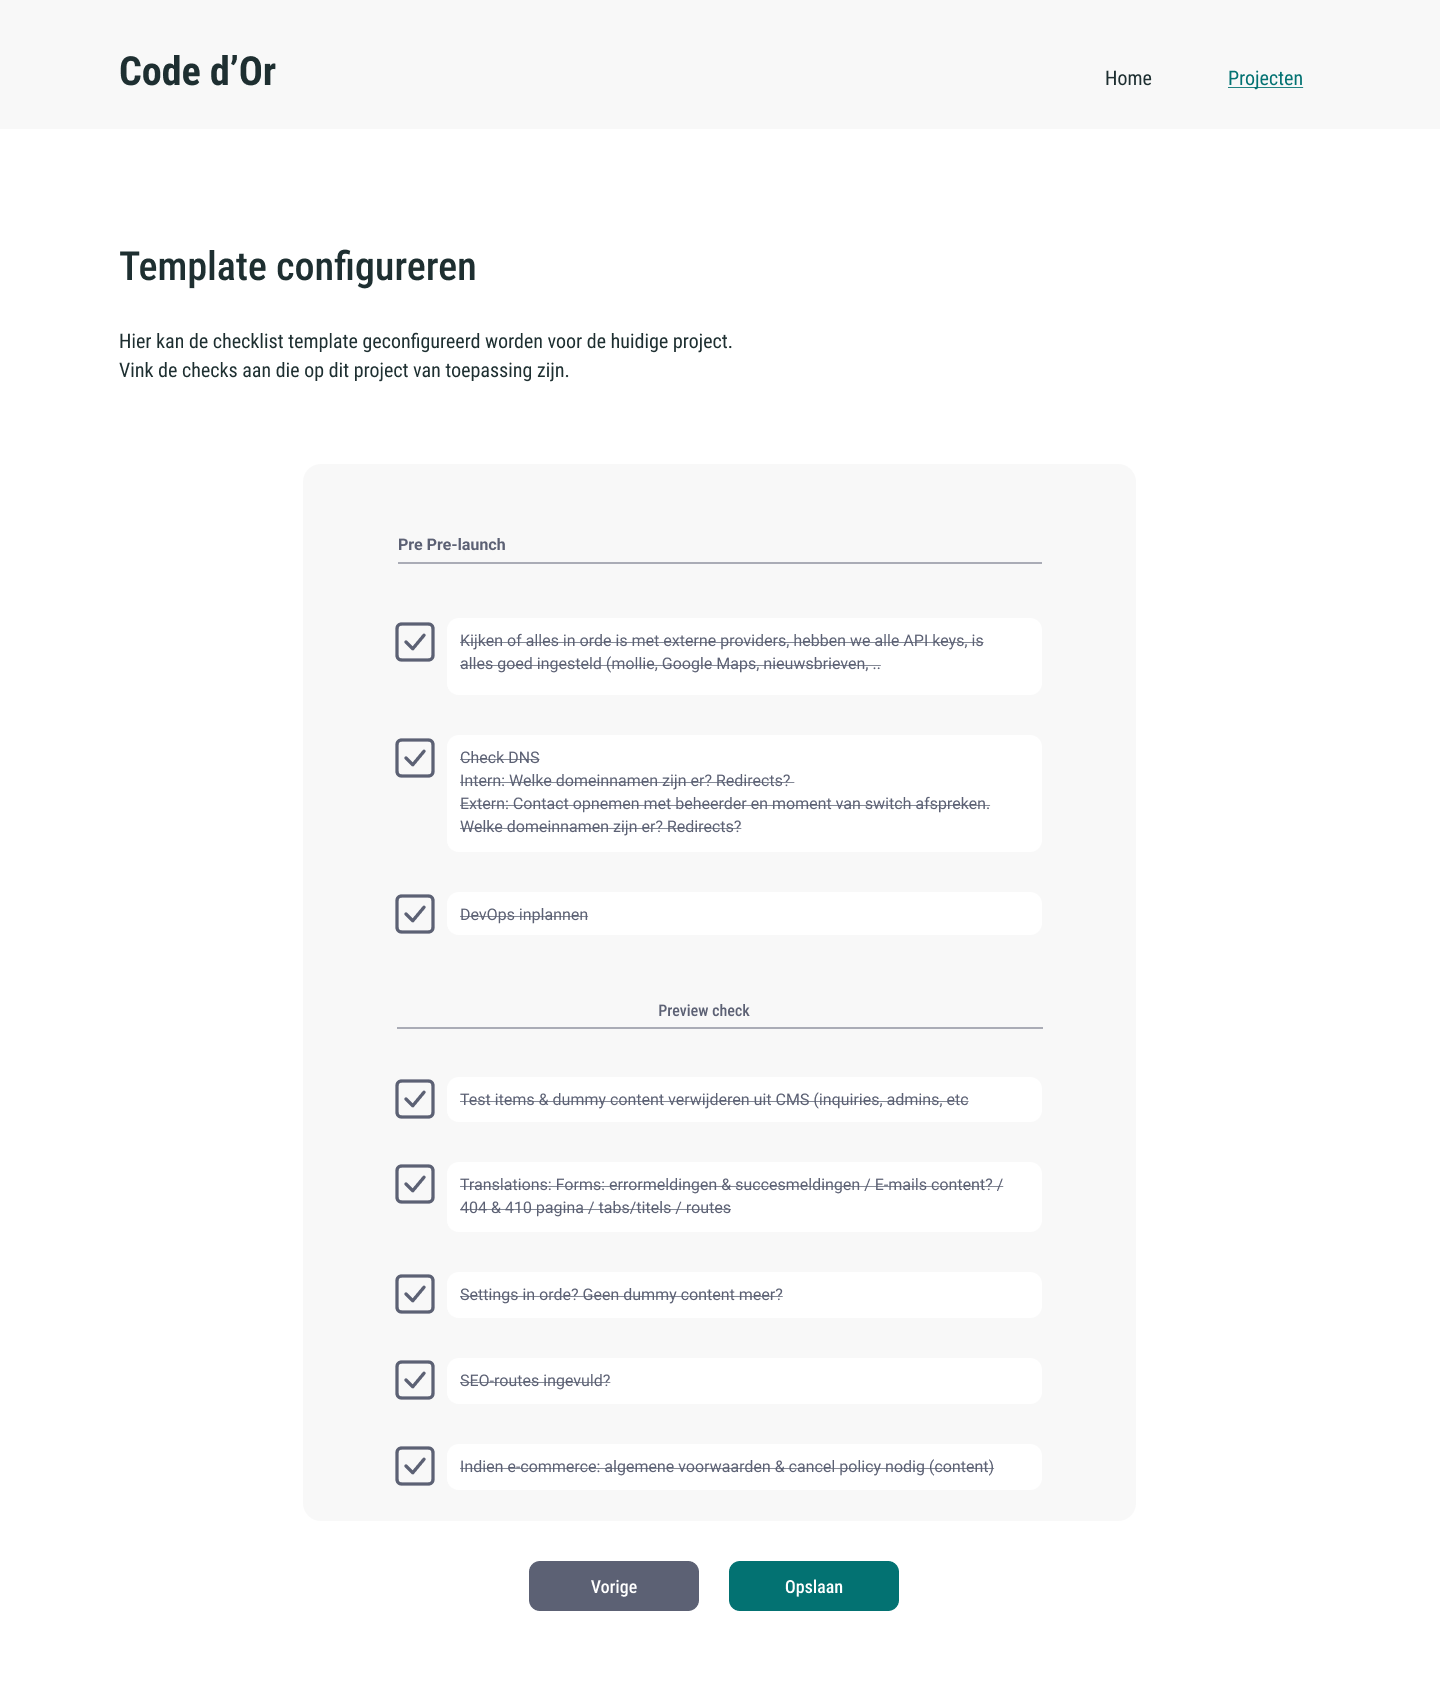 Code d’Or
Home
Projecten
Template configureren
Hier kan de checklist template geconfigureerd worden voor de huidige project.
Vink de checks aan die op dit project van toepassing zijn.
Pre Pre-launch
Kijken of alles in orde is met externe providers, hebben we alle API keys, is
alles goed ingesteld (mollie, Google Maps, nieuwsbrieven, ..
Check DNS
Intern: Welke domeinnamen zijn er? Redirects?
Extern: Contact opnemen met beheerder en moment van switch afspreken.
Welke domeinnamen zijn er? Redirects?
DevOps inplannen
Preview check
Test items & dummy content verwijderen uit CMS (inquiries, admins, etc
Translations: Forms: errormeldingen & succesmeldingen / E-mails content? /
404 & 410 pagina / tabs/titels / routes
Settings in orde? Geen dummy content meer?
SEO-routes ingevuld?
Indien e-commerce: algemene voorwaarden & cancel policy nodig (content)
Vorige
Opslaan